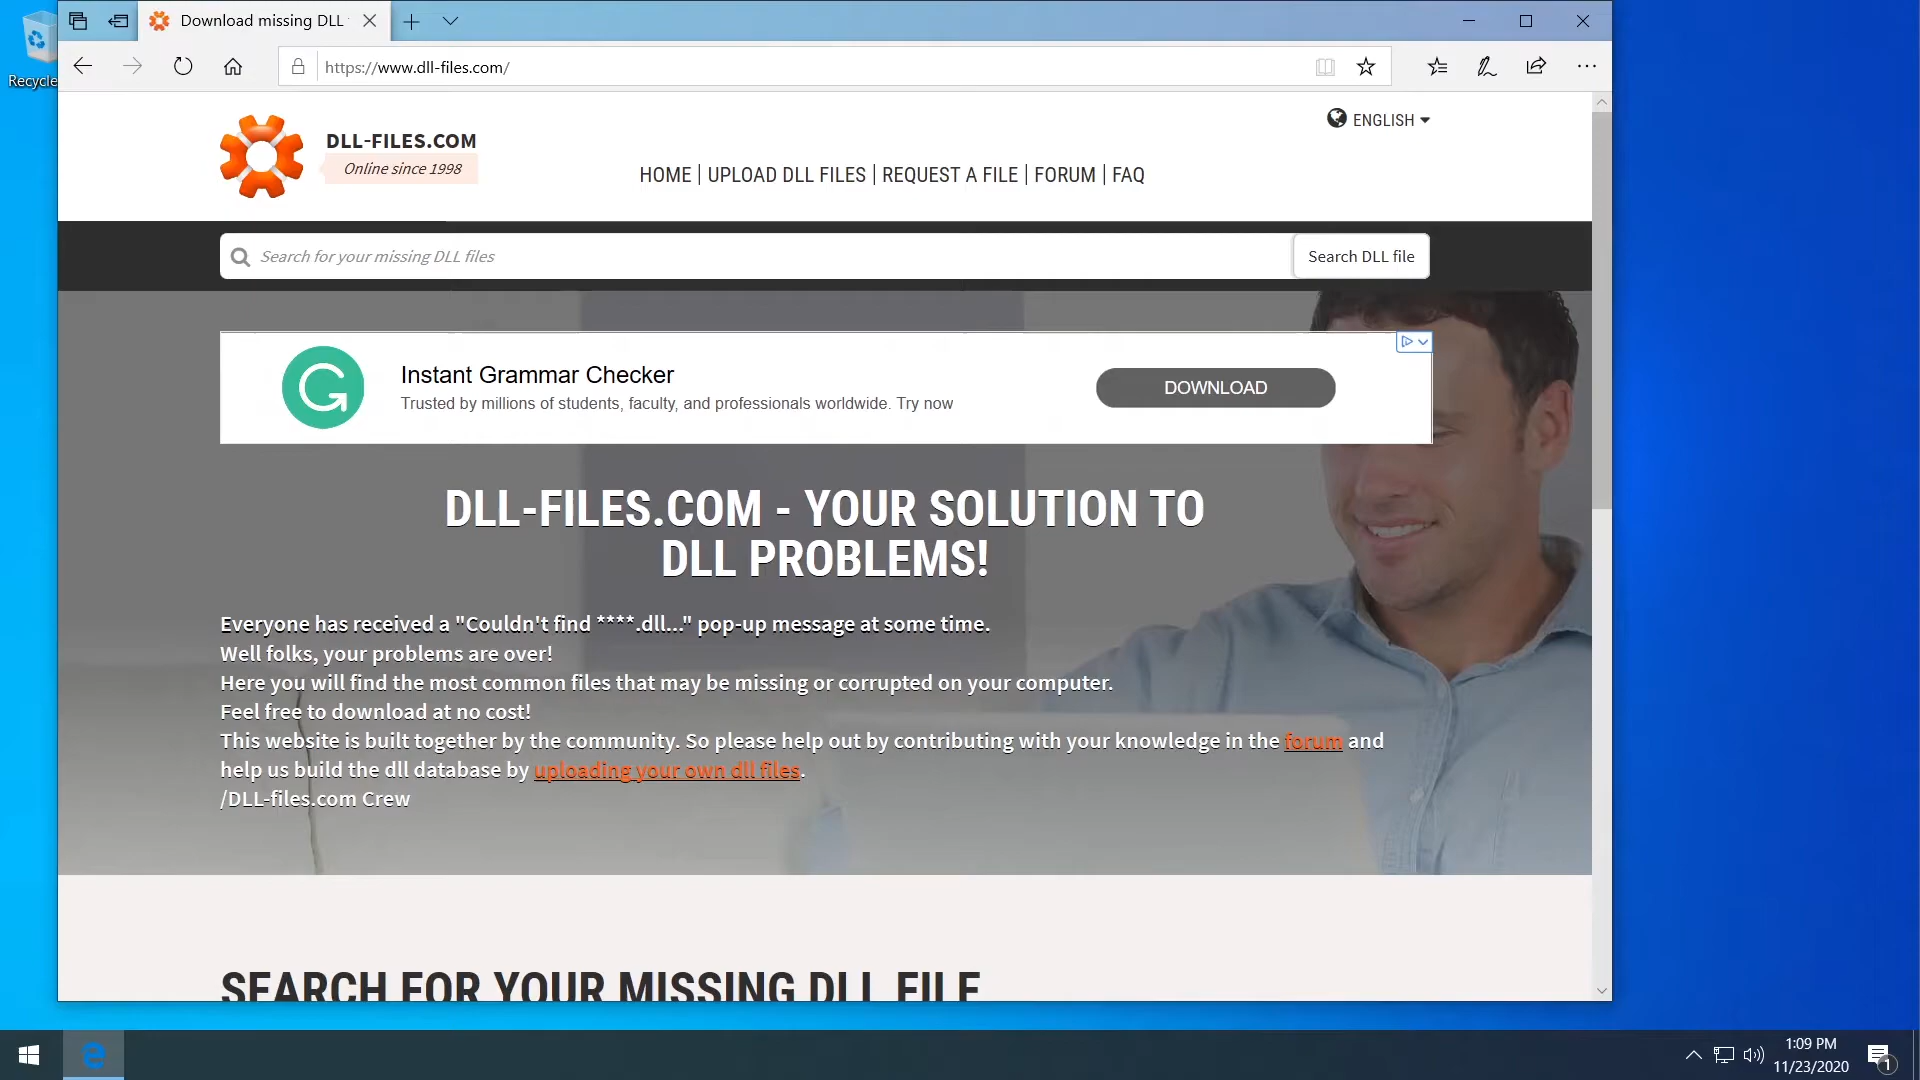 Download missing DLL
Recycle
https://www.dll-files.com/
ENGLISH
DLL-FILES.COM
Online since 1998
HOME | UPLOAD DLL FILES | REQUEST A FILE | FORUM | FAQ
Search for your missing DLL files
Search DLL file
Instant Grammar Checker
Trusted by millions of students, faculty, and professionals worldwide. Try now
DOWNLOAD
DLL-FILES.COM - YOUR SOLUTION TO
DLL PROBLEMS!
Everyone has received a "Couldn't find ****.dll..." pop-up message at some time.
Well folks, your problems are over!
Here you will find the most common files that may be missing or corrupted on your computer.
Feel free to download at no cost!
This website is built together by the community. So please help out by contributing with your knowledge in the forum and
help us build the dll database by uploading your own dll files.
/DLL-files.com Crew
SEARCH FOR YOUR MISSING DLL FILE
1:09 PM
11/23/2020
1